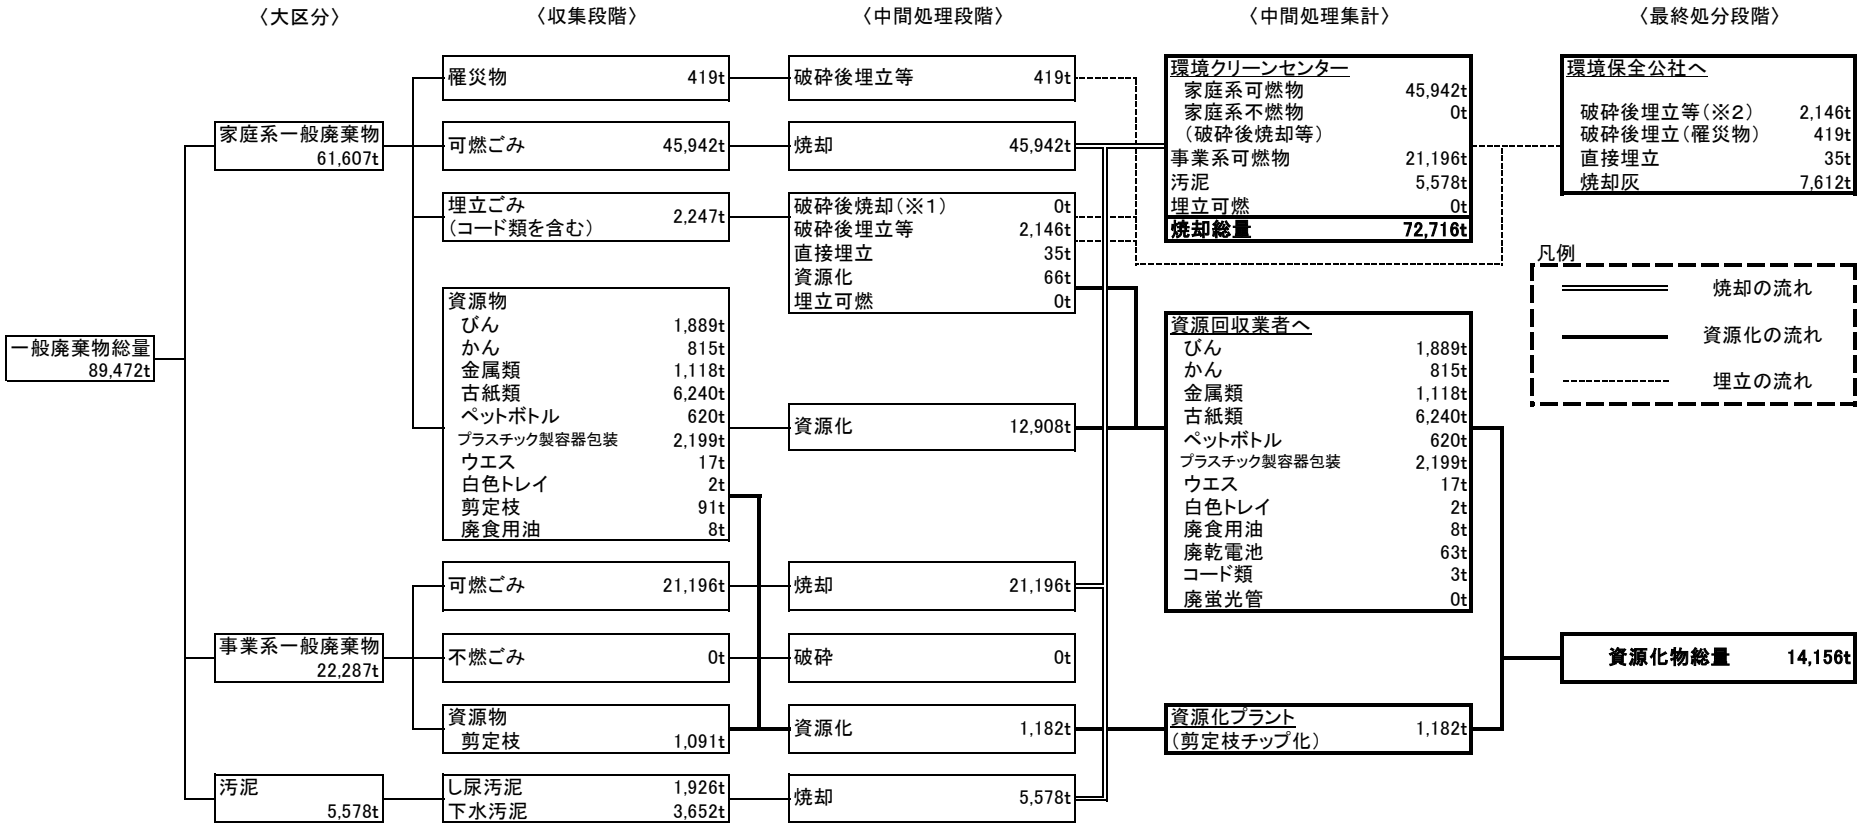 〈大区分〉 〈収集段階〉 〈中間処理段階〉 〈中間処理集計〉 〈最終処分段階〉
一般廃棄物総量
89,472t
家庭系一般廃棄物
61,607t
事業系一般廃棄物
22,287t
汚泥
5,578t
罹災物 419t
可燃ごみ 45,942t
埋立ごみ
(コード類を含む) 2,247t
資源物
びん 1,889t
かん 815t
金属類 1,118t
古紙類 6,240t
ペットボトル 620t
プラスチック製容器包装 2,199t
ウエス 17t
白色トレイ 2t
剪定枝 91t
廃食用油 8t
可燃ごみ 21,196t
不燃ごみ 0t
資源物
剪定枝 1,091t
し尿汚泥 1,926t
下水汚泥 3,652t
破砕後埋立等 419t
焼却 45,942t
破砕後焼却(※1) 0t
破砕後埋立等 2,146t
直接埋立 35t
資源化 66t
埋立可燃 0t
資源化 12,908t
焼却 21,196t
破砕 0t
資源化 1,182t
焼却 5,578t
環境クリーンセンター
家庭系可燃物 45,942t
家庭系不燃物 0t
(破砕後焼却等)
事業系可燃物 21,196t
汚泥 5,578t
埋立可燃 0t
焼却総量 72,716t
資源回収業者へ
びん 1,889t
かん 815t
金属類 1,118t
古紙類 6,240t
ペットボトル 620t
プラスチック製容器包装 2,199t
ウエス 17t
白色トレイ 2t
廃食用油 8t
廃乾電池 63t
コード類 3t
廃蛍光管 0t
資源化プラント
(剪定枝チップ化) 1,182t
環境保全公社へ
破砕後埋立等(※2) 2,146t
破砕後埋立(罹災物) 419t
直接埋立 35t
焼却灰 7,612t
凡例
焼却の流れ
資源化の流れ
埋立の流れ
資源化物総量 14,156t